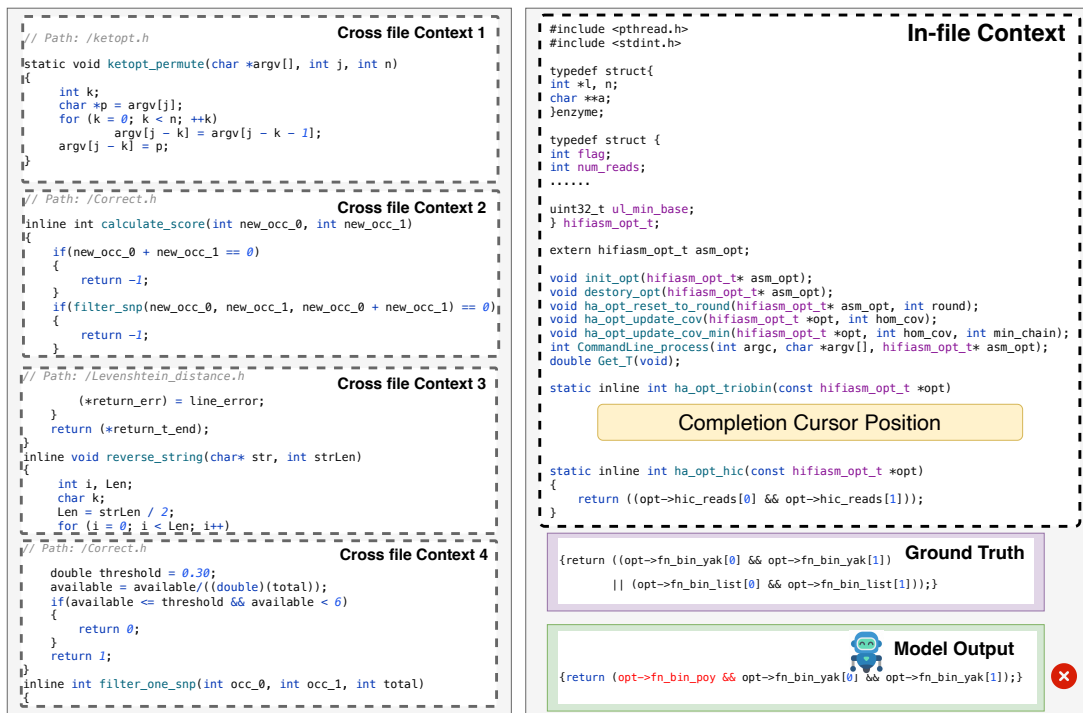 Cross file Context 1
// Path: /ketopt.h
static void ketopt_permute(char *argv[], int j, int n)
{
int k;
char *p = argv[j];
for (k = 0; k < n; ++k)
argv[j - k] = argv[j - k - 1];
argv[j - k] = p;
}
// Path: /Correct.h
Cross file Context 2
inline int calculate_score(int new_occ_0, int new_occ_1)
{
if(new_occ_0 + new_occ_1 == 0)
{
return -1;
}
if(filter_snp(new_occ_0, new_occ_1, new_occ_0 + new_occ_1) == 0)
{
return -1;
}
// Path: /Levenshtein_distance.h
Cross file Context 3
(*return_err) = line_error;
}
return (*return_t_end);
}
inline void reverse_string(char* str, int strLen)
{
int i, Len;
char k;
Len = strLen / 2;
for (i = 0; i < Len; i++)
// Path: /Correct.h
Cross file Context 4
double threshold = 0.30;
available = available/((double)(total));
if(available <= threshold && available < 6)
{
return 0;
}
return 1;
}
inline int filter_one_snp(int occ_0, int occ_1, int total)
{
In-file Context
#include <pthread.h>
#include <stdint.h>
typedef struct{
int *l, n;
char **a;
}enzyme;
typedef struct {
int flag;
int num_reads;
......
uint32_t ul_min_base;
} hifiasm_opt_t;
extern hifiasm_opt_t asm_opt;
void init_opt(hifiasm_opt_t* asm_opt);
void destory_opt(hifiasm_opt_t* asm_opt);
void ha_opt_reset_to_round(hifiasm_opt_t* asm_opt, int round);
void ha_opt_update_cov(hifiasm_opt_t *opt, int hom_cov);
void ha_opt_update_cov_min(hifiasm_opt_t *opt, int hom_cov, int min_chain);
int CommandLine_process(int argc, char *argv[], hifiasm_opt_t* asm_opt);
double Get_T(void);
static inline int ha_opt_triobin(const hifiasm_opt_t *opt)
Completion Cursor Position
static inline int ha_opt_hic(const hifiasm_opt_t *opt)
{
return ((opt->hic_reads[0] && opt->hic_reads[1]));
}
Ground Truth
{return ((opt->fn_bin_yak[0] && opt->fn_bin_yak[1])
|| (opt->fn_bin_list[0] && opt->fn_bin_list[1]));}
Model Output
{return (opt->fn_bin_poy && opt->fn_bin_yak[0] && opt->fn_bin_yak[1]);}